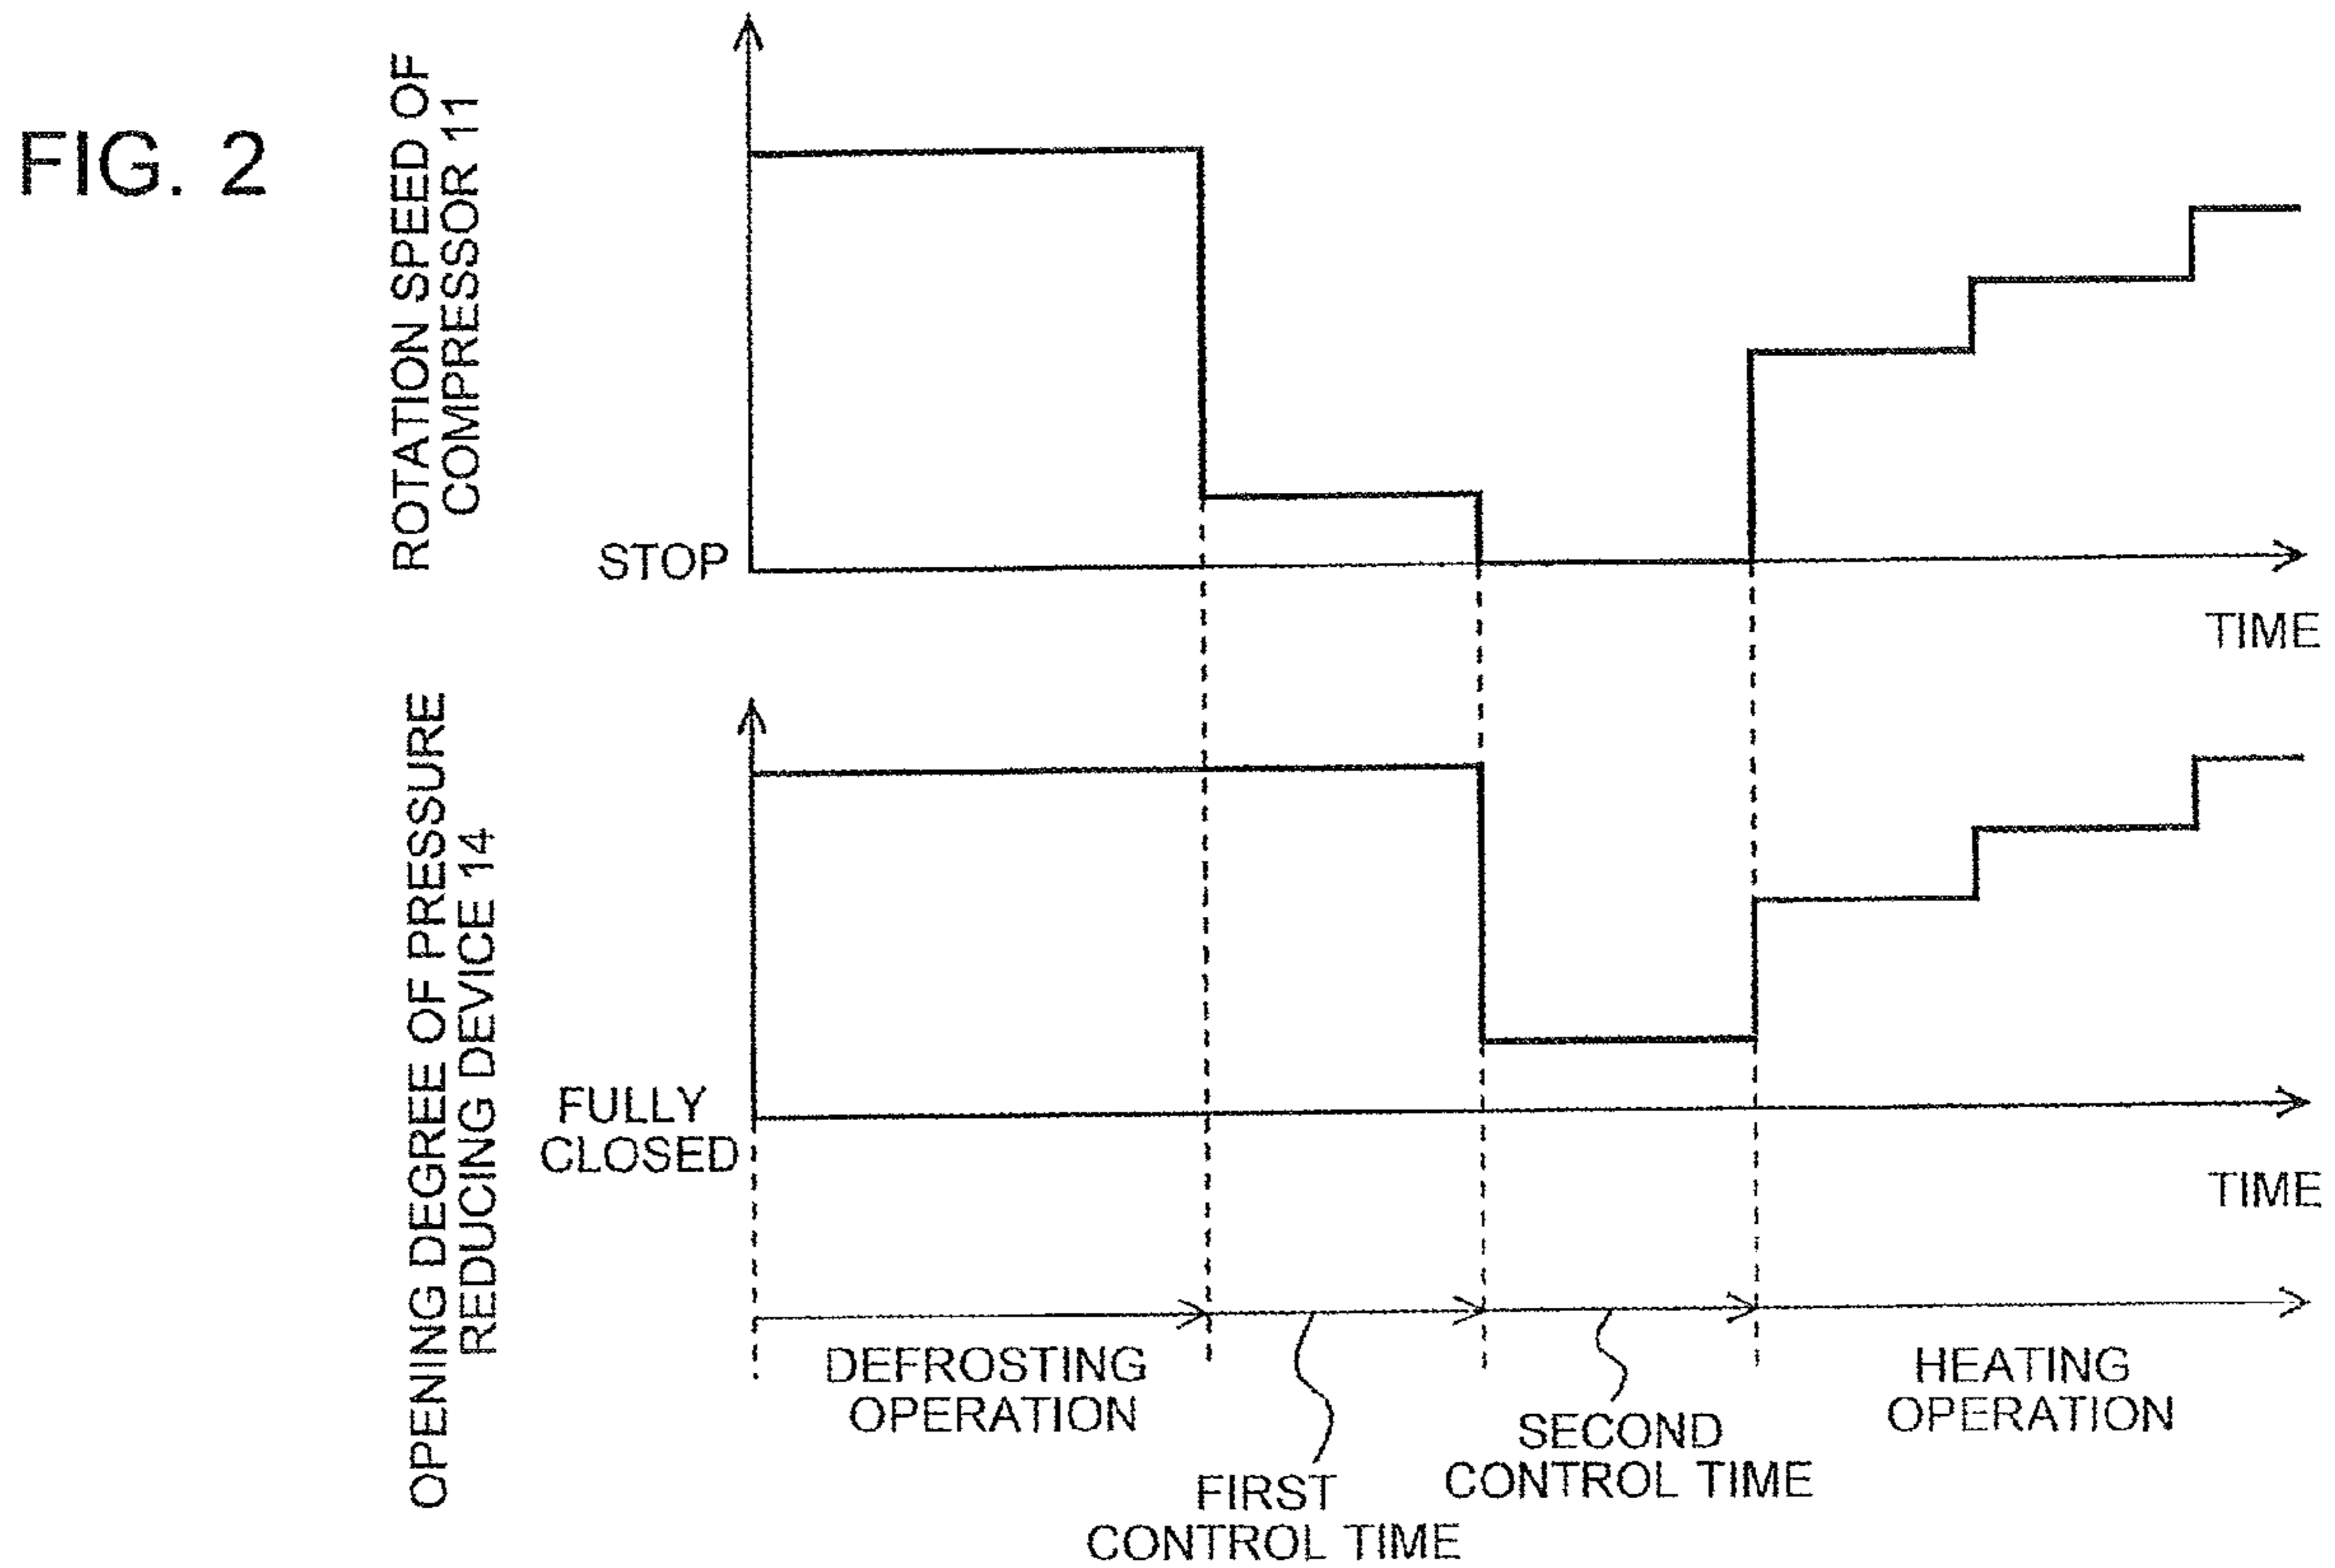 FIG. 2
ROTATION SPEED OF
COMPRESSOR 11
STOP
TIME
OPENING DEGREE OF PRESSURE
REDUCING DEVICE 14
FULLY
CLOSED
TIME
DEFROSTING
OPERATION
FIRST
CONTROL TIME
SECOND
CONTROL TIME
HEATING
OPERATION